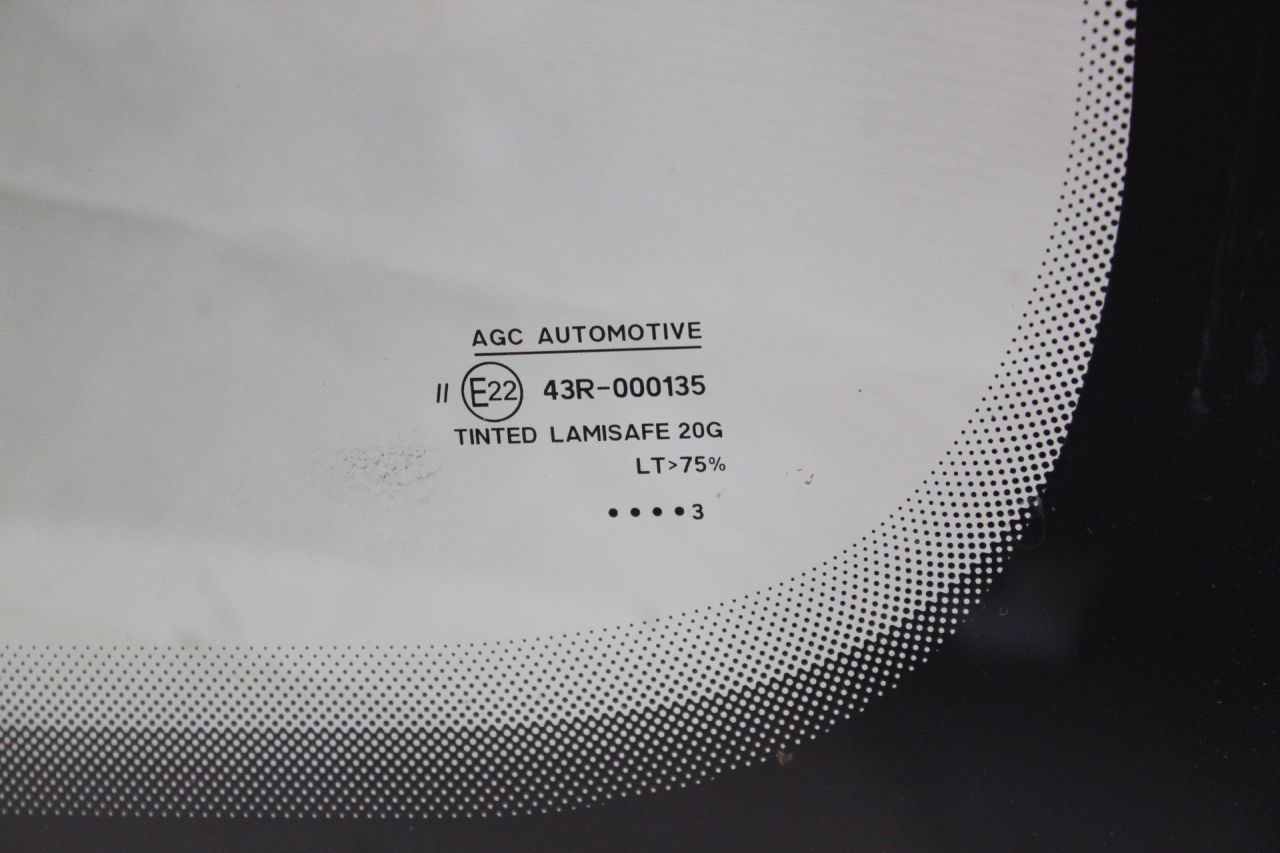 AGC AUTOMOTIVE
II E22 43R-000135
TINTED LAMISAFE 20G
LT>75%
••••3